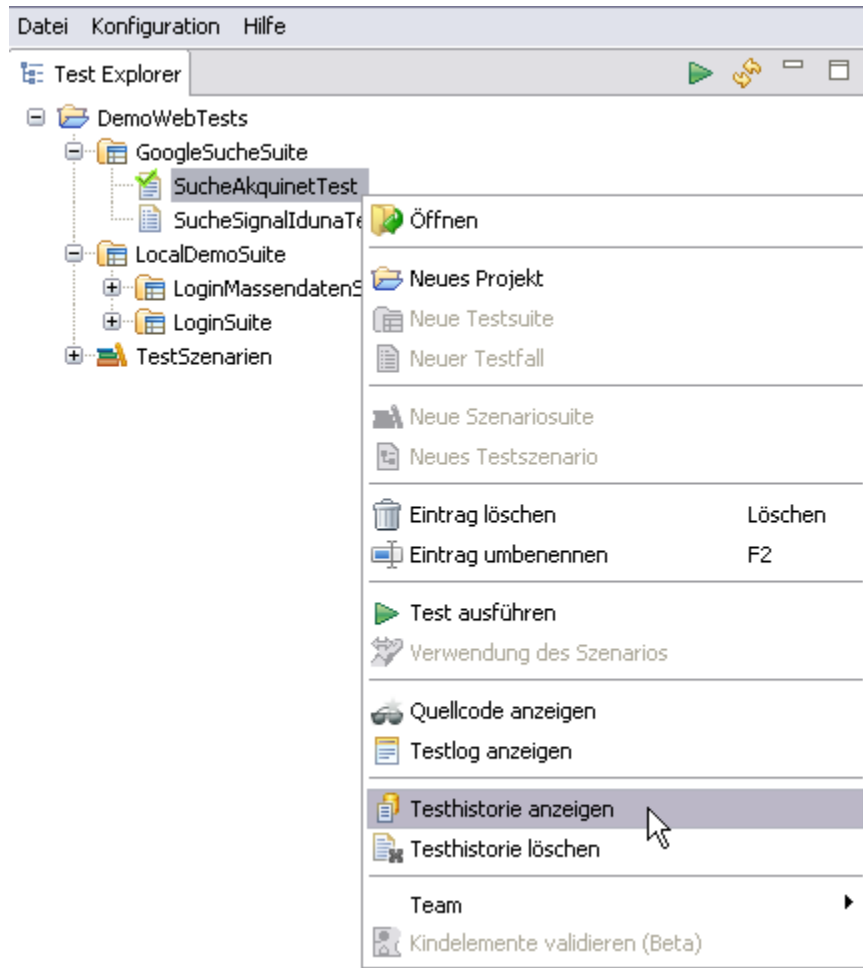 Datei Konfiguration Hilfe
Test Explorer
DemoWebTests
GoogleSucheSuite
SucheAkquinetTest
SucheSignalIdunaTe
LocalDemoSuite
LoginMassendatenS
LoginSuite
TestSzenarien
Öffnen
Neues Projekt
Neue Testsuite
Neuer Testfall
Neue Szenariosuite
Neues Testszenario
Eintrag löschen Löschen
Eintrag umbenennen F2
Test ausführen
Verwendung des Szenarios
Quellcode anzeigen
Testlog anzeigen
Testhistorie anzeigen
Testhistorie löschen
Team
Kindelemente validieren (Beta)